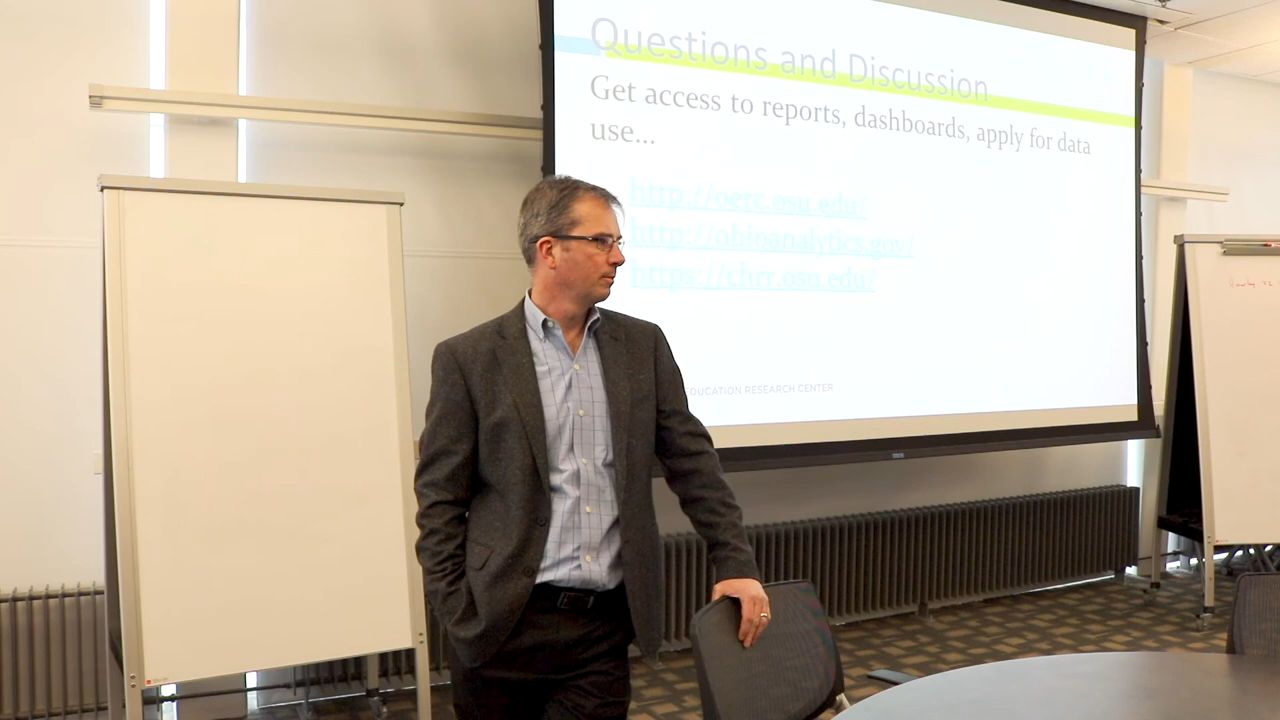 Questions and Discussion
Get access to reports, dashboards, apply for data
use...
http://oerc.osu.edu/
http://ohioanalytics.gov/
https://chrr.osu.edu/
EDUCATION RESEARCH CENTER